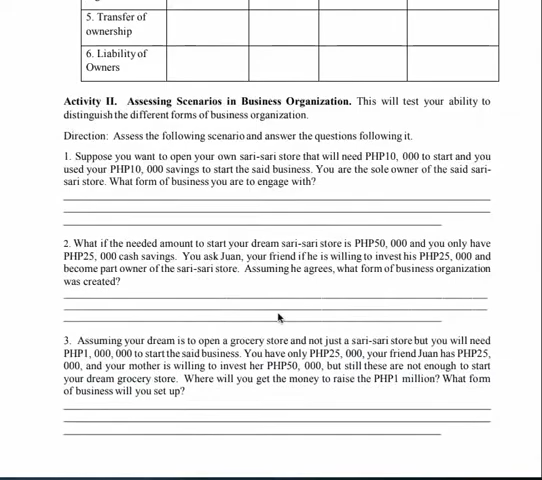 5. Transfer of
ownership
6. Liability of
Owners
Activity II. Assessing Scenarios in Business Organization. This will test your ability to
distinguish the different forms of business organization.
Direction: Assess the following scenario and answer the questions following it.
1. Suppose you want to open your own sari-sari store that will need PHP10, 000 to start and you
used your PHP10, 000 savings to start the said business. You are the sole owner of the said sari-
sari store. What form of business you are to engage with?
2. What if the needed amount to start your dream sari-sari store is PHP50, 000 and you only have
PHP25, 000 cash savings. You ask Juan, your friend if he is willing to invest his PHP25, 000 and
become part owner of the sari-sari store. Assuming he agrees, what form of business organization
was created?
3. Assuming your dream is to open a grocery store and not just a sari-sari store but you will need
PHP1, 000, 000 to start the said business. You have only PHP25, 000, your friend Juan has PHP25,
000, and your mother is willing to invest her PHP50, 000, but still these are not enough to start
your dream grocery store. Where will you get the money to raise the PHP1 million? What form
of business will you set up?